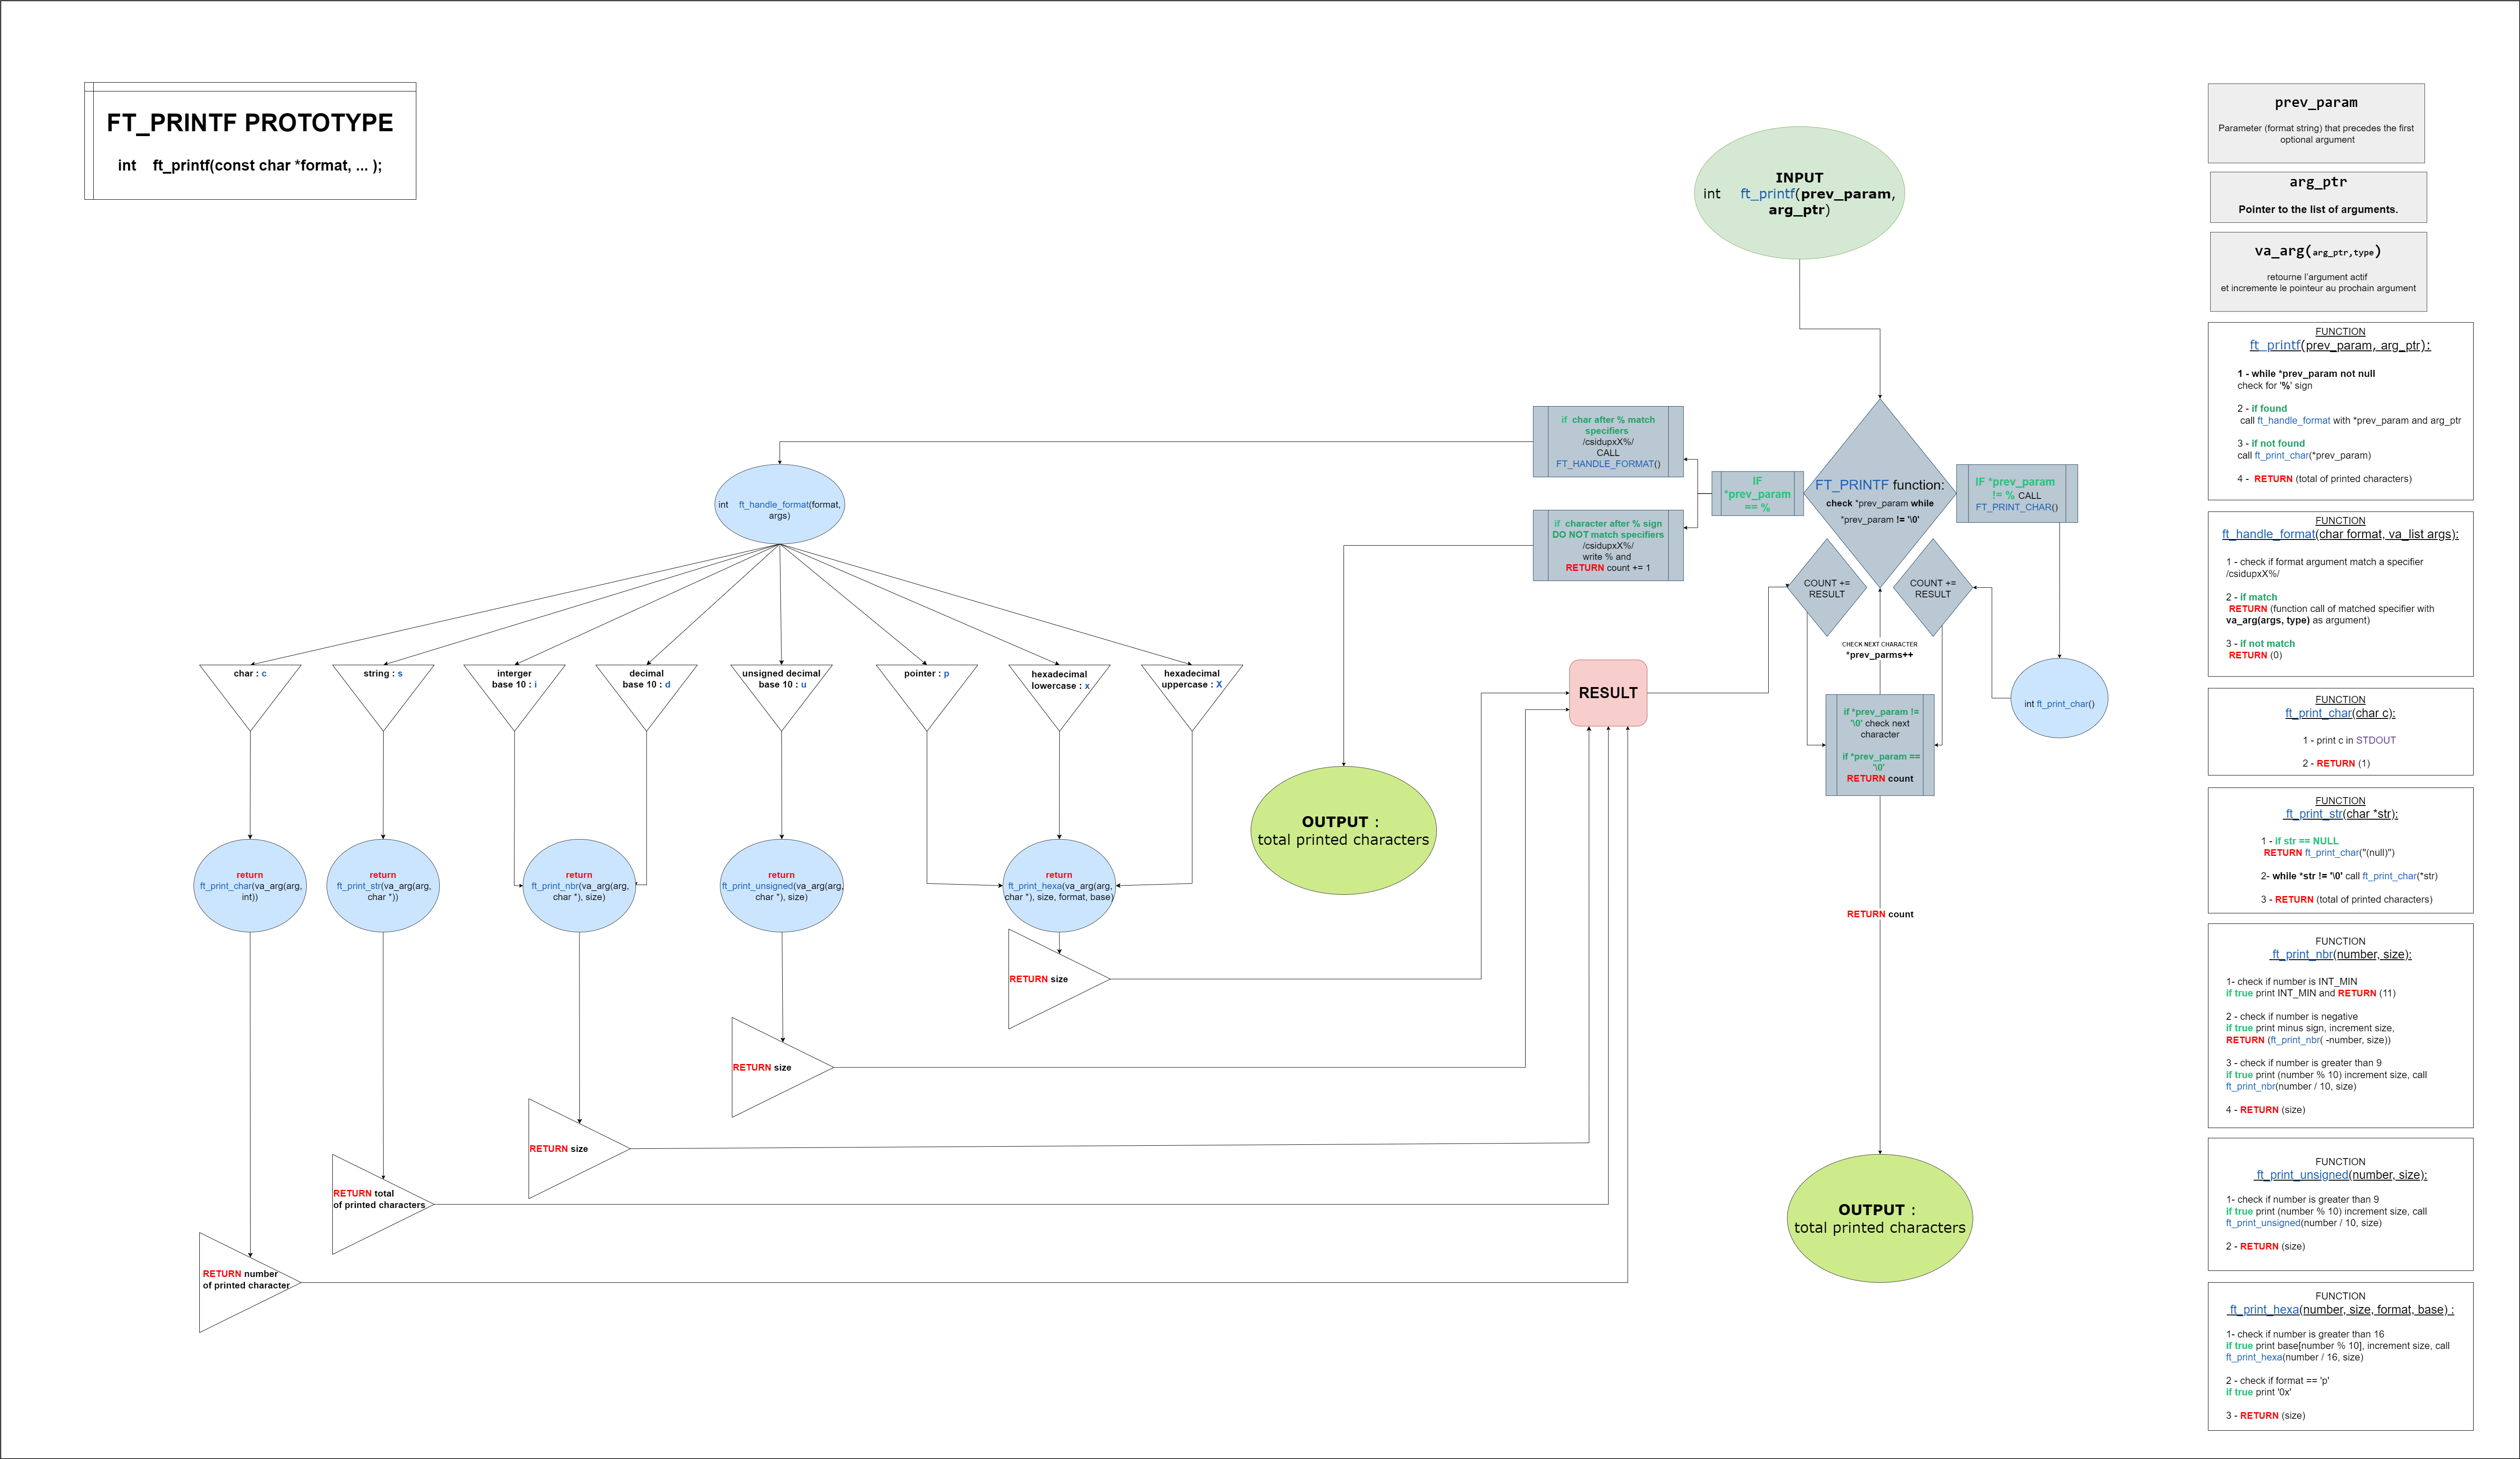 FT_PRINTF PROTOTYPE
int ft_printf(const char *format, ... );
INPUT
int ft_printf(prev_param,
arg_ptr)
if char after % match
specifiers
/csidupxX%/
CALL
FT_HANDLE_FORMAT()
IF
*prev_param
== %
FT_PRINTF function:
check *prev_param while
*prev_param != '\0'
IF *prev_param
!= % CALL
FT_PRINT_CHAR()
if character after % sign
DO NOT match specifiers
/csidupxX%/
write % and
RETURN count += 1
int ft_handle_format(format,
args)
COUNT +=
RESULT
COUNT +=
RESULT
CHECK NEXT CHARACTER
*prev_parms++
int ft_print_char()
RESULT
if *prev_param !=
'\0' check next
character
if *prev_param ==
'\0'
RETURN count
char : c
string : s
interger
base 10 : i
decimal
base 10 : d
unsigned decimal
base 10 : u
pointer : p
hexadecimal
lowercase : x
hexadecimal
uppercase : X
OUTPUT :
total printed characters
return
ft_print_char(va_arg(arg,
int))
return
ft_print_str(va_arg(arg,
char *))
return
ft_print_nbr(va_arg(arg,
char *), size)
return
ft_print_unsigned(va_arg(arg,
char *), size)
return
ft_print_hexa(va_arg(arg,
char *), size, format, base)
RETURN count
RETURN size
RETURN size
RETURN size
RETURN total
of printed characters
RETURN number
of printed character
OUTPUT :
total printed characters
prev_param
Parameter (format string) that precedes the first
optional argument
arg_ptr
Pointer to the list of arguments.
va_arg(arg_ptr,type)
retourne l'argument actif
et incremente le pointeur au prochain argument
FUNCTION
ft_printf(prev_param, arg_ptr):
1 - while *prev_param not null
check for '%' sign
2 - if found
call ft_handle_format with *prev_param and arg_ptr
3 - if not found
call ft_print_char(*prev_param)
4 - RETURN (total of printed characters)
FUNCTION
ft_handle_format(char format, va_list args):
1 - check if format argument match a specifier
/csidupxX%/
2 - if match
RETURN (function call of matched specifier with
va_arg(args, type) as argument)
3 - if not match
RETURN (0)
FUNCTION
ft_print_char(char c):
1 - print c in STDOUT
2 - RETURN (1)
FUNCTION
ft_print_str(char *str):
1 - if str == NULL
RETURN ft_print_char("(null)")
2- while *str != '\0' call ft_print_char(*str)
3 - RETURN (total of printed characters)
FUNCTION
ft_print_nbr(number, size):
1- check if number is INT_MIN
if true print INT_MIN and RETURN (11)
2 - check if number is negative
if true print minus sign, increment size,
RETURN (ft_print_nbr( -number, size))
3 - check if number is greater than 9
if true print (number % 10) increment size, call
ft_print_nbr(number / 10, size)
4 - RETURN (size)
FUNCTION
ft_print_unsigned(number, size):
1- check if number is greater than 9
if true print (number % 10) increment size, call
ft_print_unsigned(number / 10, size)
2 - RETURN (size)
FUNCTION
ft_print_hexa(number, size, format, base) :
1- check if number is greater than 16
if true print base[number % 10], increment size, call
ft_print_hexa(number / 16, size)
2 - check if format == 'p'
if true print '0x'
3 - RETURN (size)